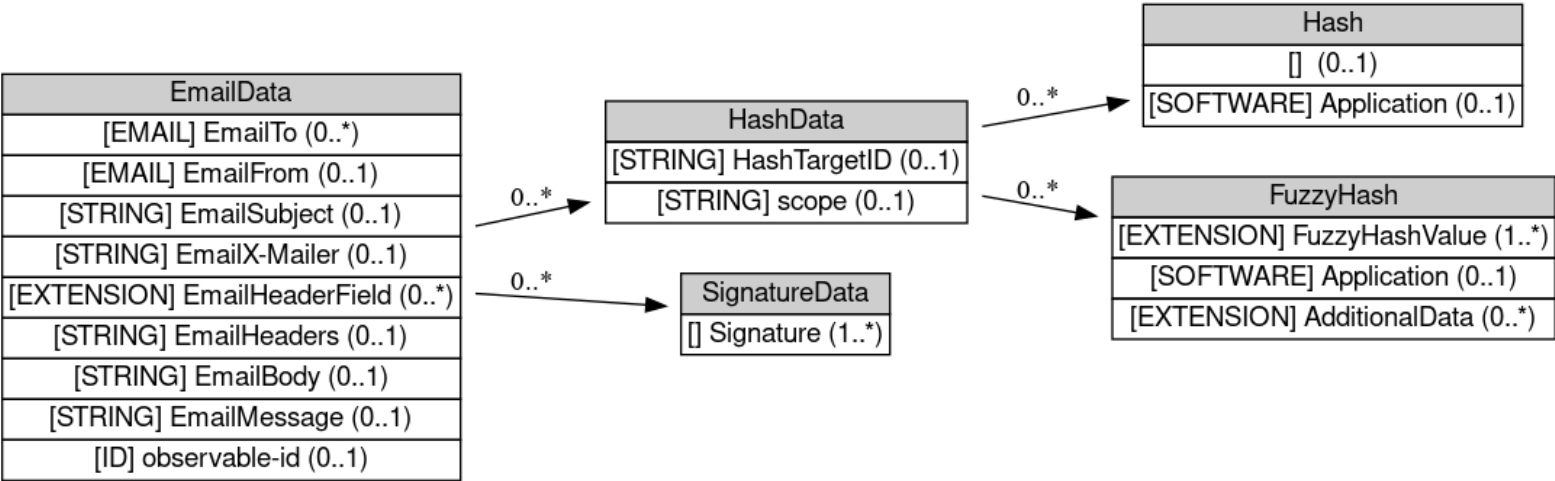 EmailData
[EMAIL] EmailTo (0..*)
[EMAIL] EmailFrom (0..1)
[STRING] EmailSubject (0..1)
[STRING] EmailX-Mailer (0..1)
[EXTENSION] EmailHeaderField (0..*)
[STRING] EmailHeaders (0..1)
[STRING] EmailBody (0..1)
[STRING] EmailMessage (0..1)
[ID] observable-id (0..1)
0..*
0..*
HashData
[STRING] HashTargetID (0..1)
[STRING] scope (0..1)
SignatureData
[] Signature (1..*)
0..*
0..*
Hash
[] (0..1)
[SOFTWARE] Application (0..1)
FuzzyHash
[EXTENSION] FuzzyHashValue (1..*)
[SOFTWARE] Application (0..1)
[EXTENSION] AdditionalData (0..*)